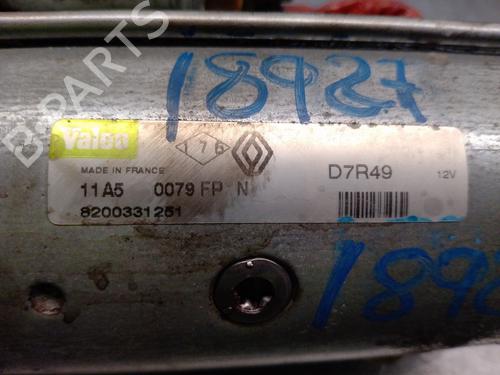 18927
Valeo
176
MADE IN FRANCE
D7R49
12V
11A5 0079 FP N
8200331251
1892
B-PARTS